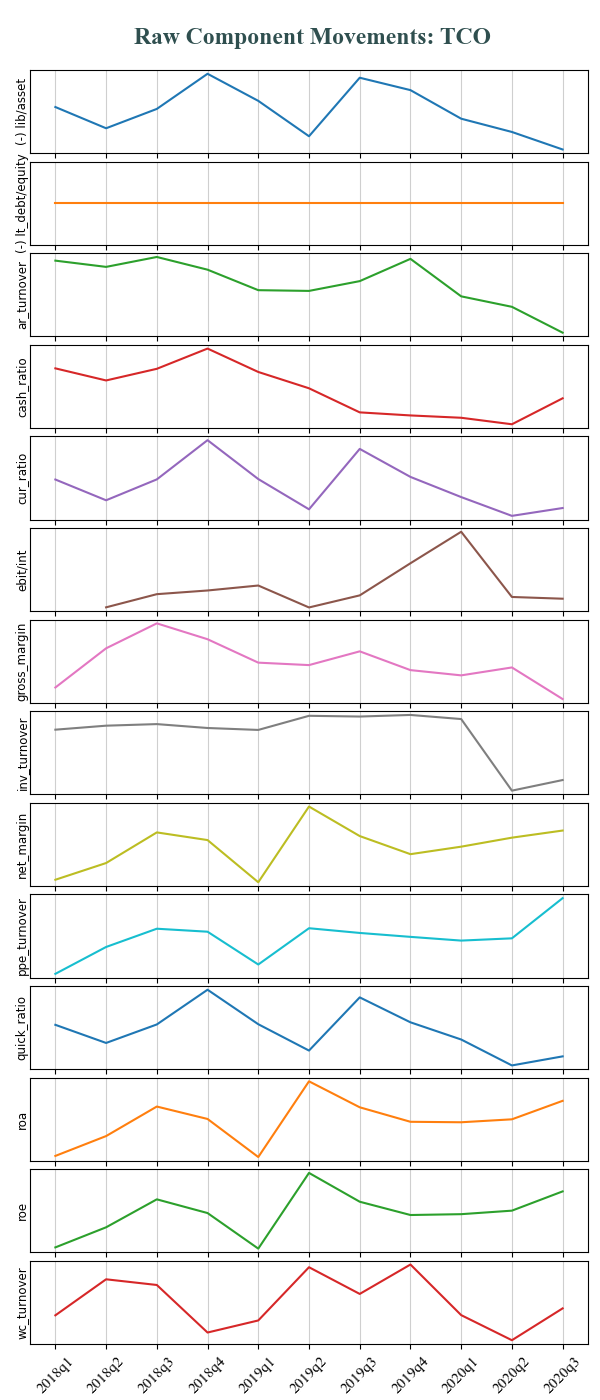 Raw Component Movements: TCO
(-) lib/asset
(-) lt_debt/equity
ar_turnover
cash_ratio
cur_ratio
ebit/int
gross_margin
inv_turnover
net_margin
ppe_turnover
quick_ratio
roa
roe
wc_turnover
2018q1 2018q2 2018q3 2018q4 2019q1 2019q2 2019q3 2019q4 2020q1 2020q2 2020q3